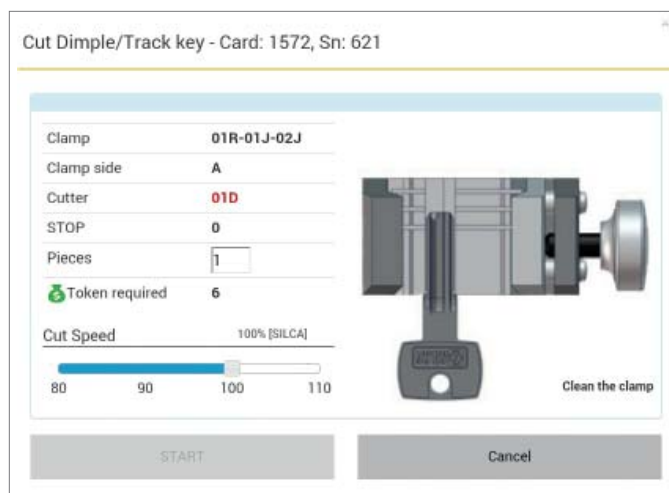 Cut Dimple/Track key - Card: 1572, Sn: 621
Clamp 01R-01J-02J
Clamp side A
Cutter 01D
STOP 0
Pieces 1
Token required 6
Cut Speed 100% [SILCA]
80 90 100 110
Clean the clamp
START Cancel